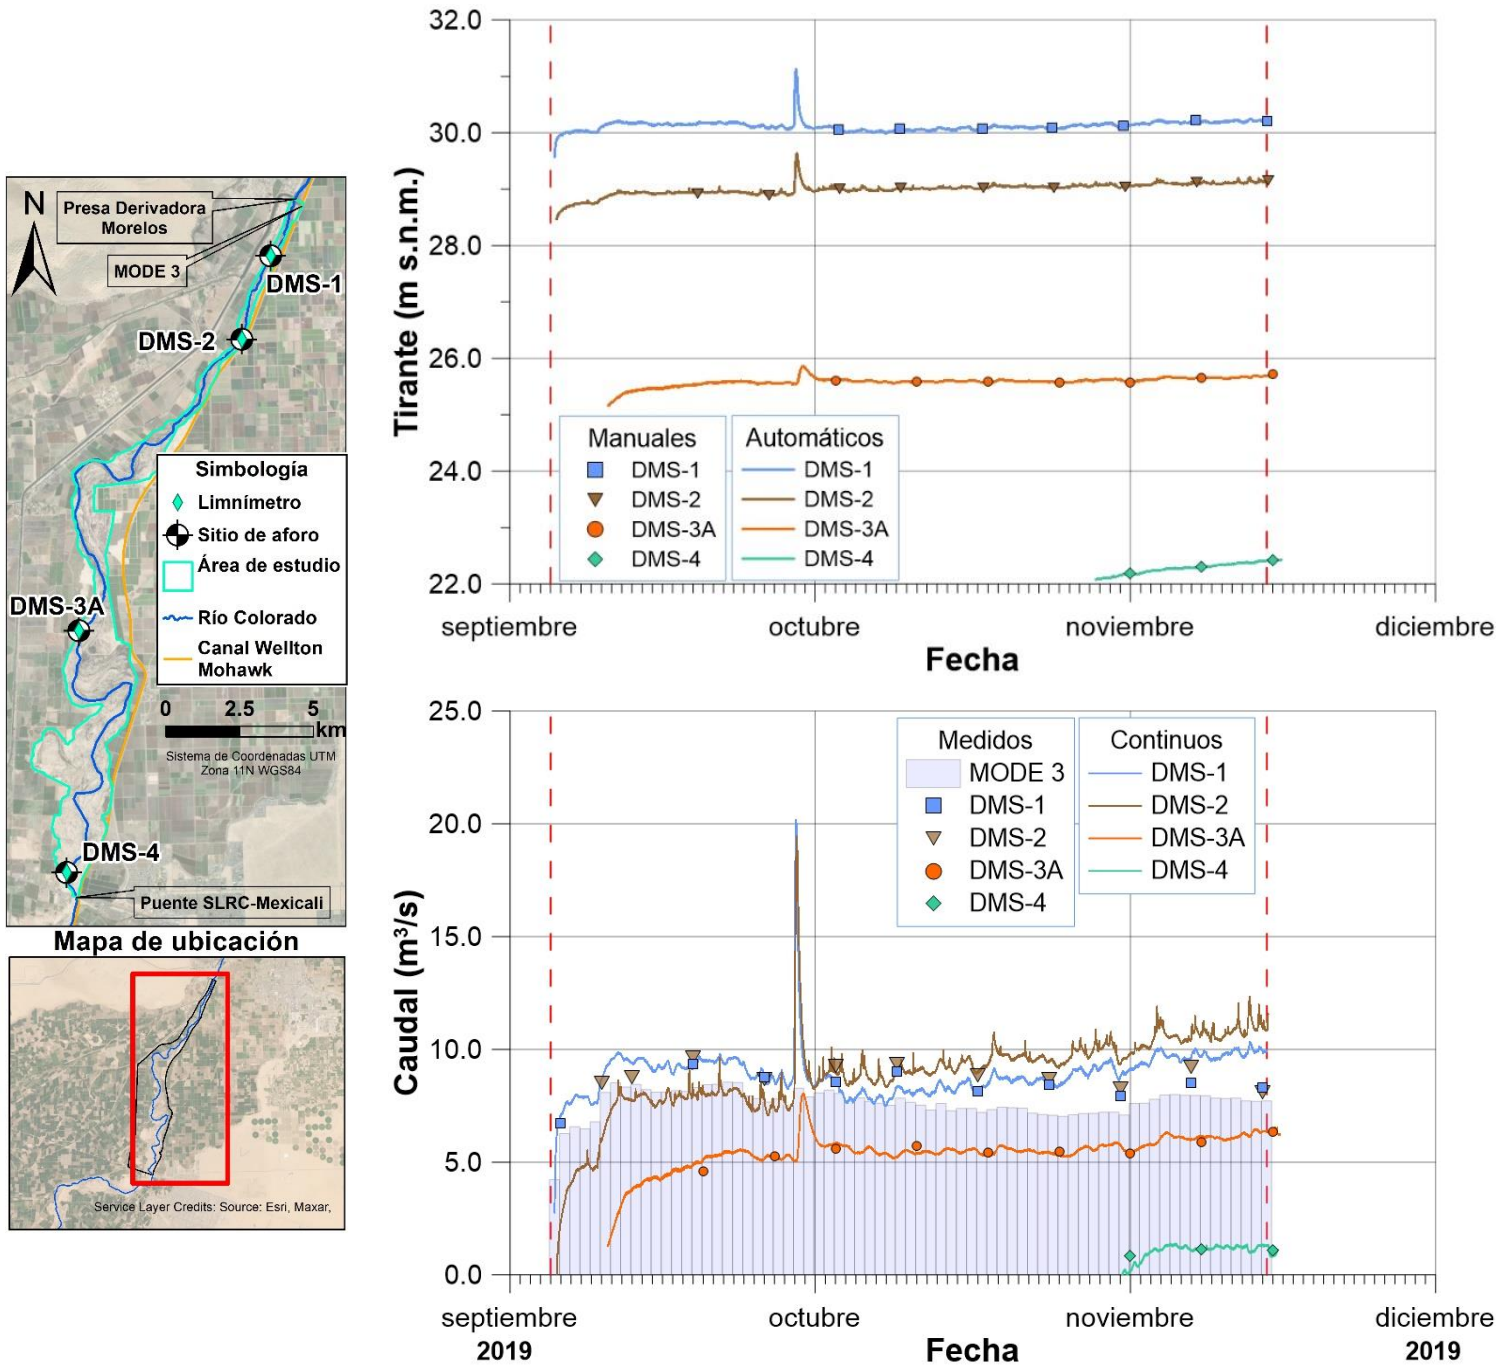 N
Presa Derivadora
Morelos
MODE 3
DMS-1
DMS-2
Simbología
Limnímetro
Sitio de aforo
Área de estudio
Río Colorado
Canal Wellton
Mohawk
DMS-3A
0 2.5 5
km
Sistema de Coordenadas UTM
Zona 11N WGS84
DMS-4
Puente SLRC-Mexicali
Mapa de ubicación
Service Layer Credits: Source: Esri, Maxar,
Tirante (m s.n.m.)
32.0
30.0
28.0
26.0
24.0
22.0
Manuales
DMS-1
DMS-2
DMS-3A
DMS-4
Automáticos
DMS-1
DMS-2
DMS-3A
DMS-4
septiembre octubre noviembre diciembre
Fecha
Caudal (m³/s)
25.0
20.0
15.0
10.0
5.0
0.0
Medidos
MODE 3
DMS-1
DMS-2
DMS-3A
DMS-4
Continuos
DMS-1
DMS-2
DMS-3A
DMS-4
septiembre octubre noviembre diciembre
2019 Fecha 2019